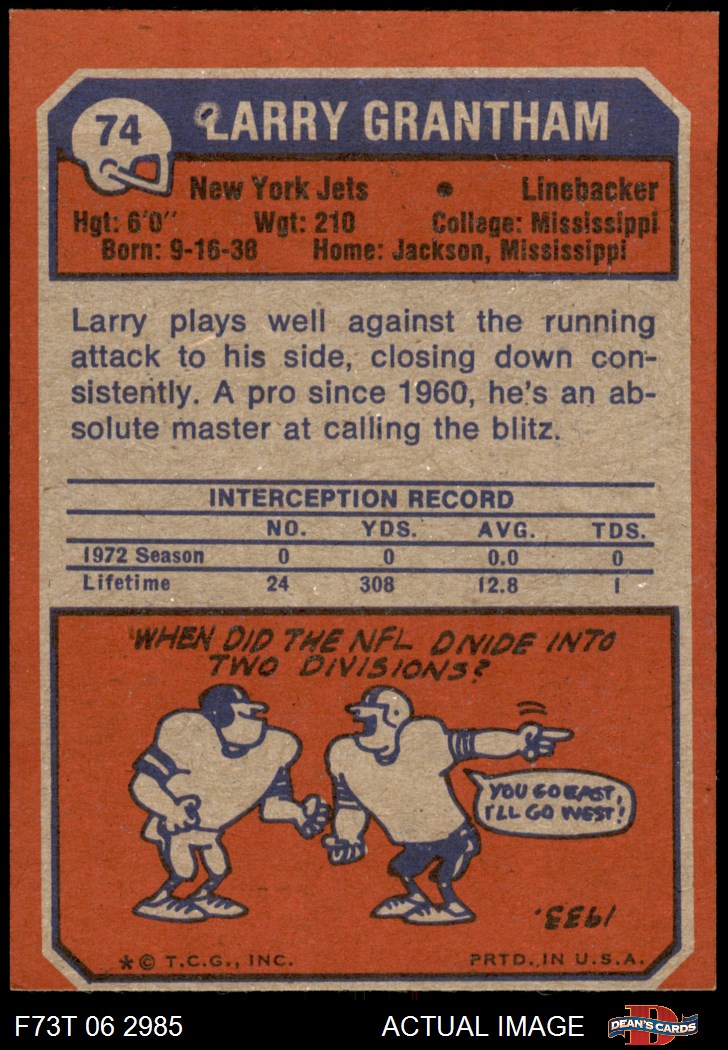 74
LARRY GRANTHAM
New York Jets • Linebacker
Hgt: 6'0" Wgt: 210 College: Mississippi
Born: 9-16-38 Home: Jackson, Mississippi
Larry plays well against the running
attack to his side, closing down con-
sistently. A pro since 1960, he's an ab-
solute master at calling the blitz.
INTERCEPTION RECORD
NO. YDS. AVG. TDS.
1972 Season 0 0 0.0 0
Lifetime 24 308 12.8 1
"WHEN DID THE NFL DIVIDE INTO
TWO DIVISIONS?
YOU GO EAST,
I'LL GO WEST!
1933.
* © T.C.G., INC. PRTD. IN U.S.A.
F73T 06 2985 ACTUAL IMAGE D DEAN'S CARDS